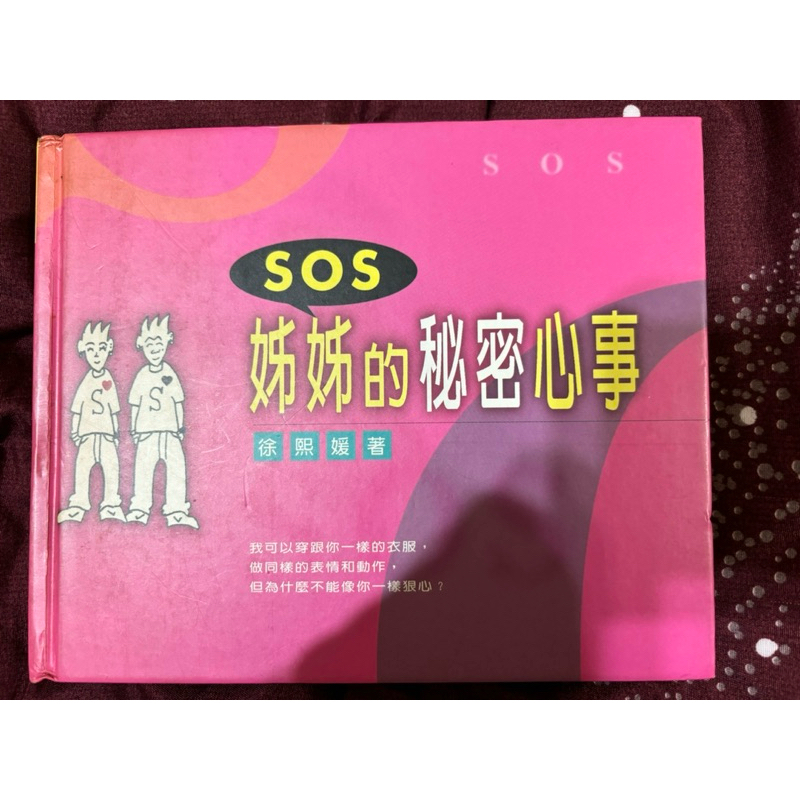 S O S
SOS
姊姊的秘密心事
徐熙媛著
我可以穿跟你一樣的衣服，
做同樣的表情和動作，
但為什麼不能像你一樣狠心？
S
S